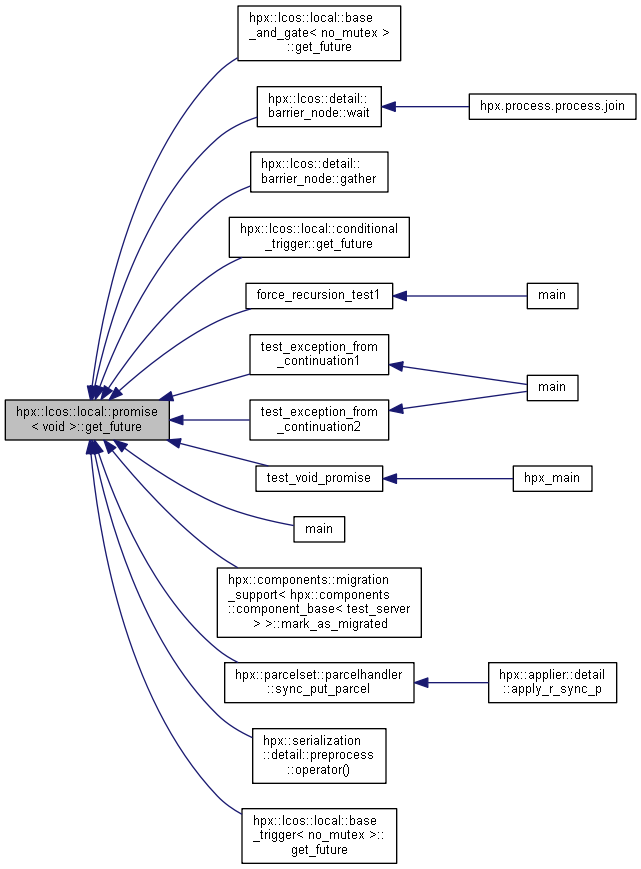 hpx::lcos::local::base
_and_gate< no_mutex >
::get_future
hpx::lcos::detail::
barrier_node::wait
hpx.process.process.join
hpx::lcos::detail::
barrier_node::gather
hpx::lcos::local::conditional
_trigger::get_future
force_recursion_test1
main
test_exception_from
_continuation1
main
hpx::lcos::local::promise
< void >::get_future
test_exception_from
_continuation2
test_void_promise
hpx_main
main
hpx::components::migration
_support< hpx::components
::component_base< test_server
> >::mark_as_migrated
hpx::parcelset::parcelhandler
::sync_put_parcel
hpx::applier::detail
::apply_r_sync_p
hpx::serialization
::detail::preprocess
::operator()
hpx::lcos::local::base
_trigger< no_mutex >::
get_future